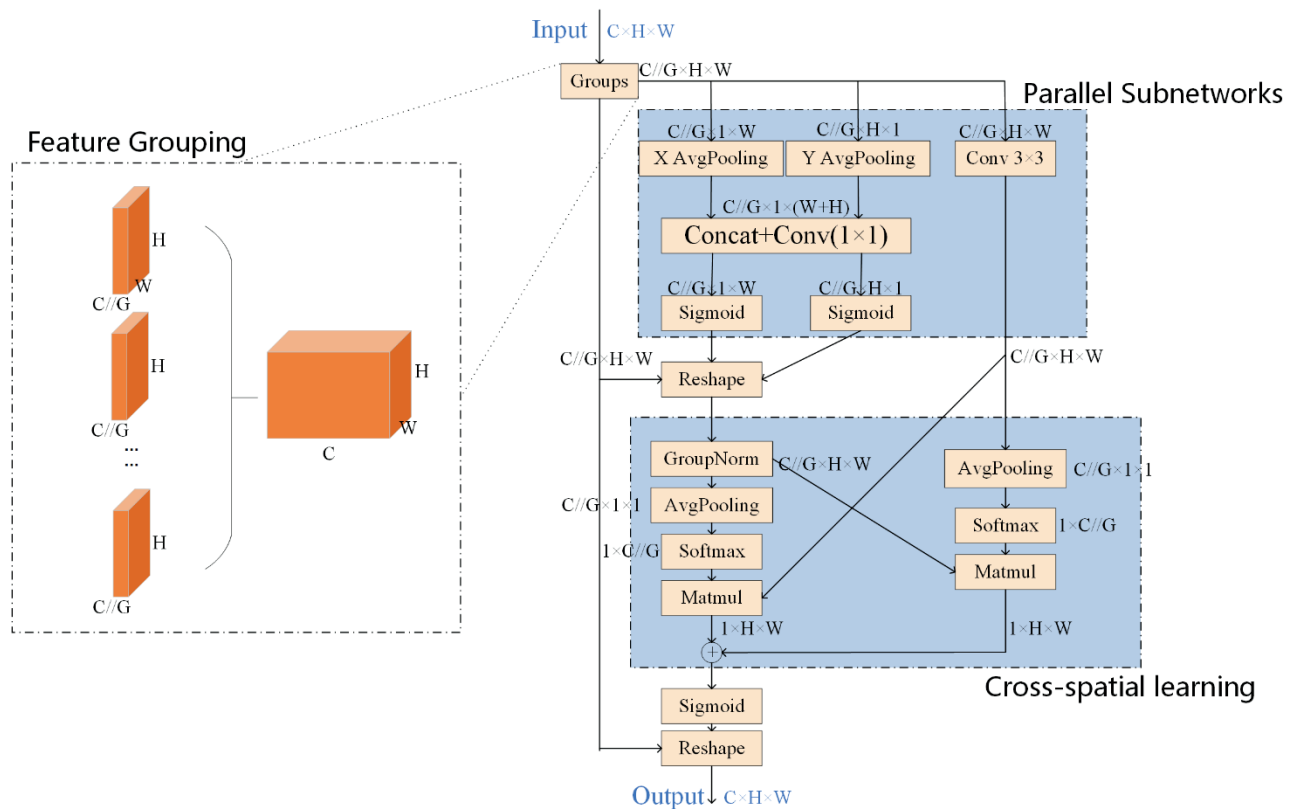 Input C×H×W
Groups
C//G×H×W
Parallel Subnetworks
C//G×1×W
C//G×H×1
C//G×H×W
X AvgPooling
Y AvgPooling
Conv 3×3
C//G×1×(W+H)
Concat+Conv(1×1)
C//G×1×W
C//G×H×1
Sigmoid
Sigmoid
C//G×H×W
C//G×H×W
Reshape
GroupNorm
C//G×H×W
AvgPooling
C//G×1×1
C//G×1×1
AvgPooling
Softmax
1×C//G
1×C//G
Softmax
Matmul
Matmul
1×H×W
1×H×W
+
Cross-spatial learning
Sigmoid
Reshape
Output C×H×W
Feature Grouping
H
W
C//G
H
C//G
...
...
H
C//G
H
W
C